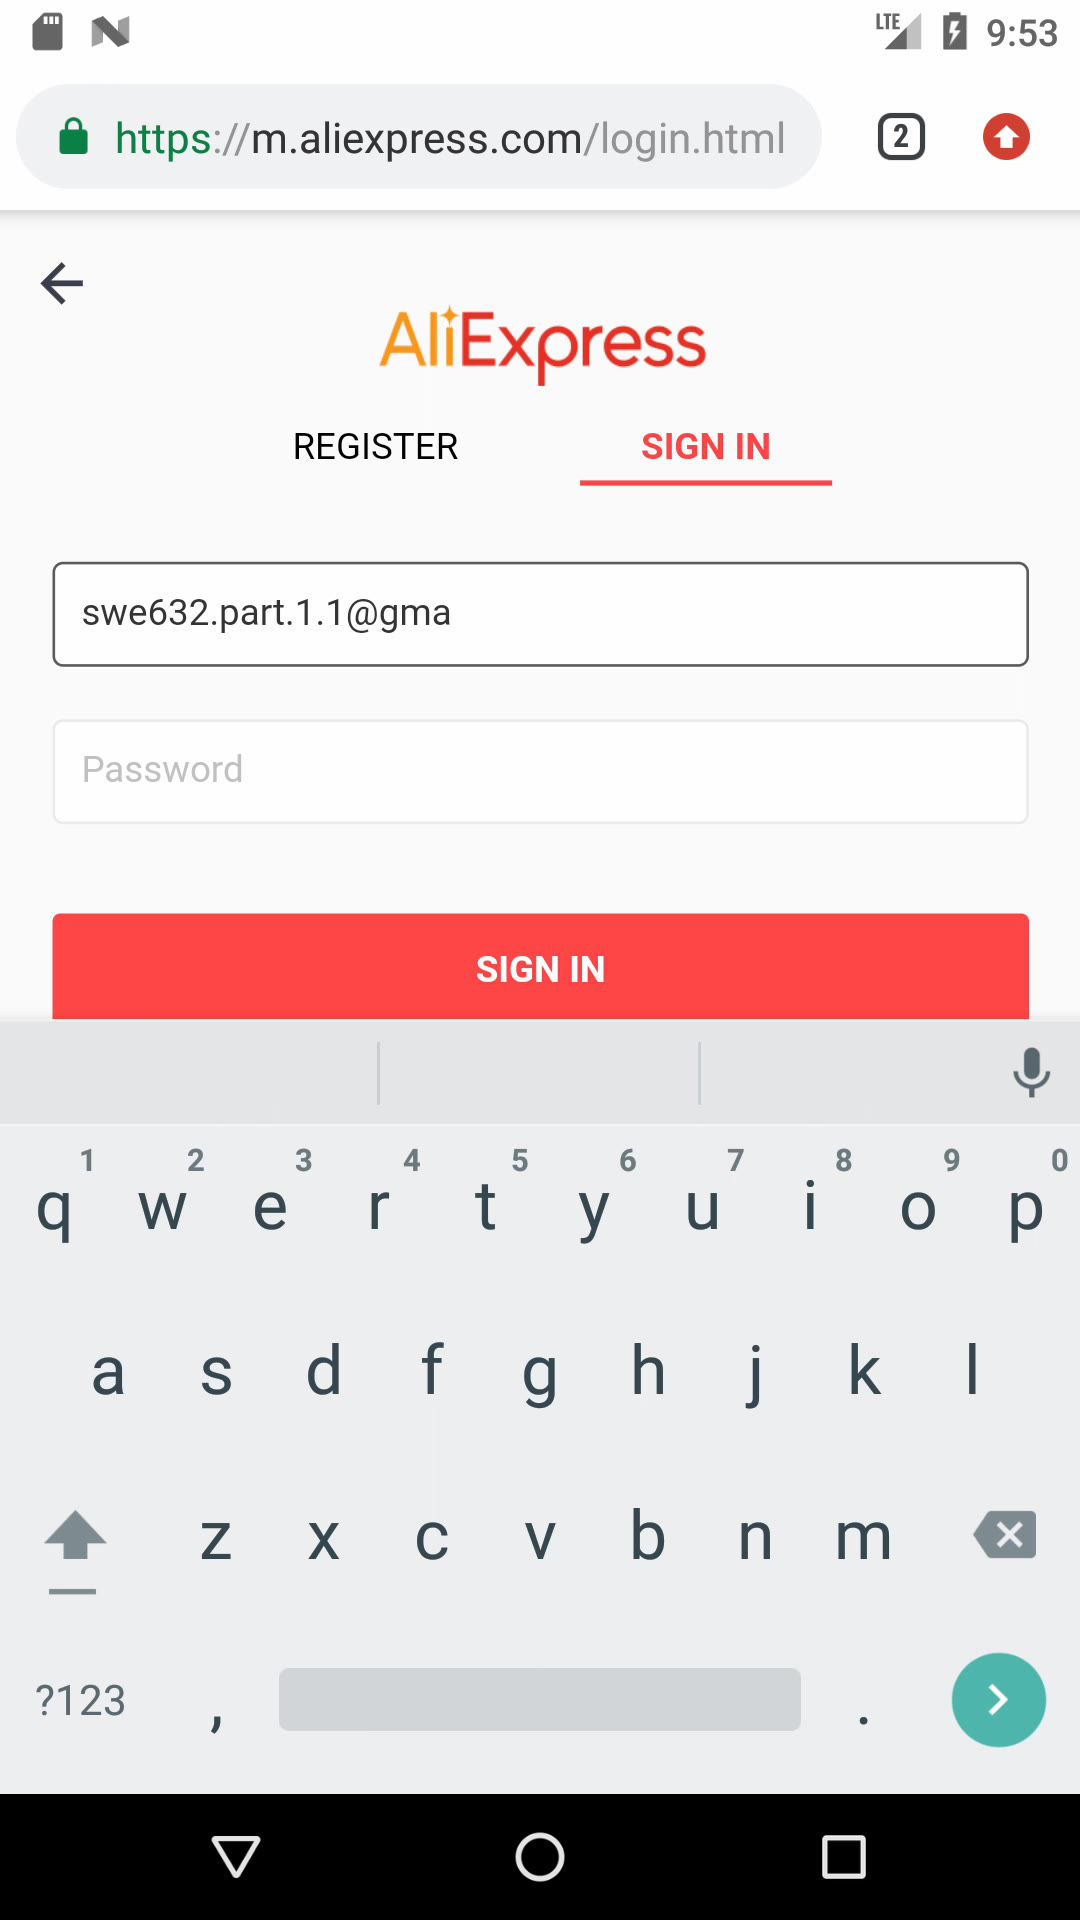 LTE 9:53
https://m.aliexpress.com/login.html 2
AliExpress
REGISTER SIGN IN
swe632.part.1.1@gma
Password
SIGN IN
1 2 3 4 5 6 7 8 9 0
q w e r t y u i o p
a s d f g h j k l
z x c v b n m
?123 , .